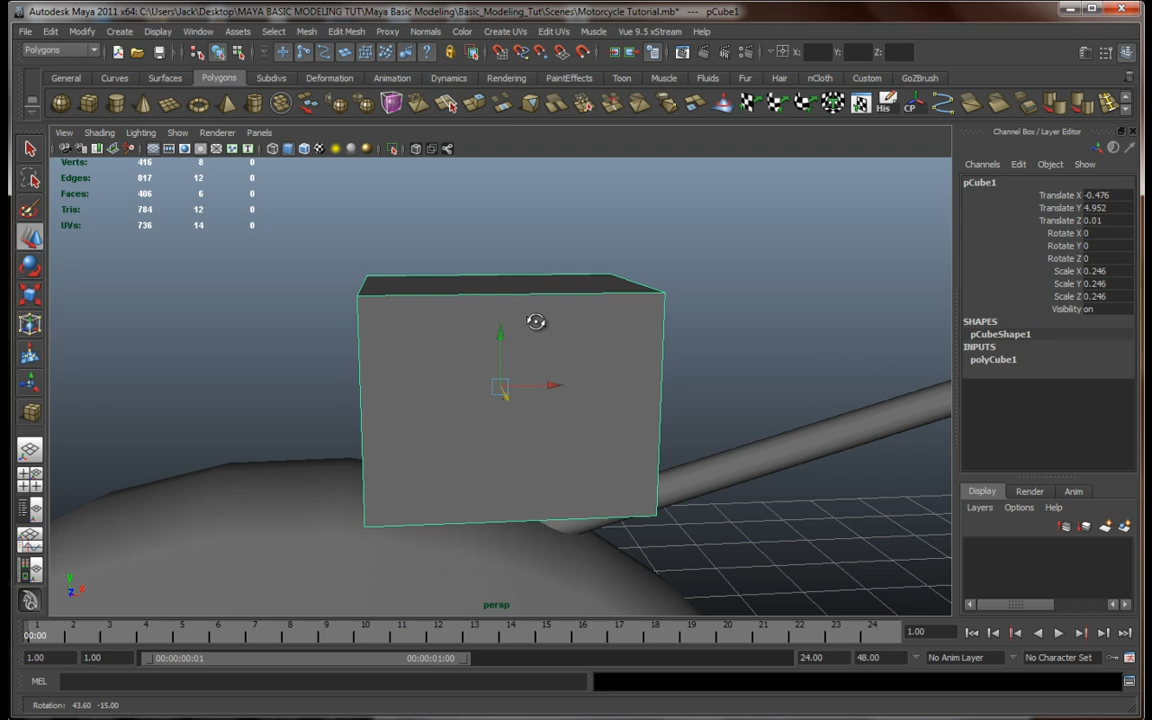 Autodesk Maya 2011 x64: C:\Users\Jack\Desktop\MAYA BASIC MODELING TUT\Maya Basic Modeling\Basic_Modeling_Tut\Scenes\Motorcycle Tutorial.mb* --- pCube1
File Edit Modify Create Display Window Assets Select Mesh Edit Mesh Proxy Normals Color Create UVs Edit UVs Muscle Vue 9.5 xStream Help
Polygons X: Y: Z:
General Curves Surfaces Polygons Subdivs Deformation Animation Dynamics Rendering PaintEffects Toon Muscle Fluids Fur Hair nCloth Custom GoZBrush
His CP
View Shading Lighting Show Renderer Panels
Verts: 416 8 0
Edges: 817 12 0
Faces: 406 6 0
Tris: 784 12 0
UVs: 736 14 0
y
z x
persp
Channel Box / Layer Editor
Channels Edit Object Show
pCube1
Translate X -0.476
Translate Y 4.952
Translate Z 0.01
Rotate X 0
Rotate Y 0
Rotate Z 0
Scale X 0.246
Scale Y 0.246
Scale Z 0.246
Visibility on
SHAPES
pCubeShape1
INPUTS
polyCube1
Display Render Anim
Layers Options Help
1 2 3 4 5 6 7 8 9 10 11 12 13 14 15 16 17 18 19 20 21 22 23 24
00:00 1.00
1.00 1.00 00:00:00:01 00:00:01:00 24.00 48.00 No Anim Layer No Character Set
MEL
Rotation: 43.60 -15.00